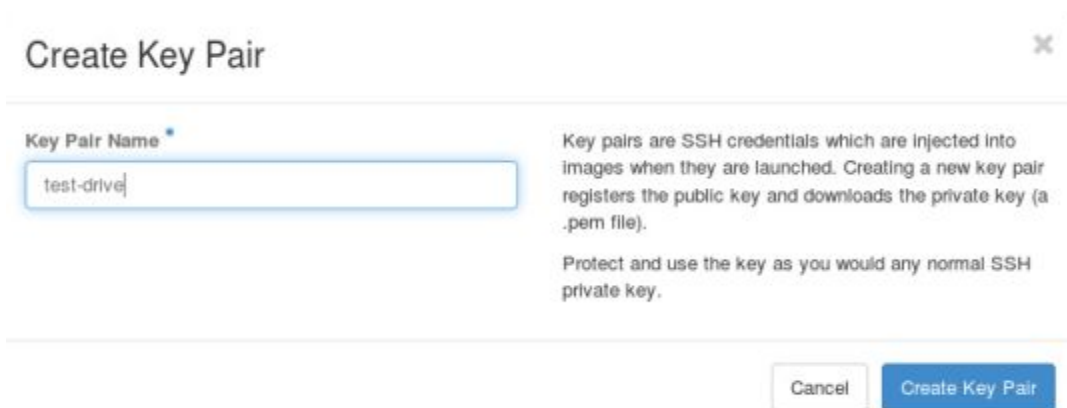 Create Key Pair
×
Key Pair Name *
test-drive
Key pairs are SSH credentials which are injected into
images when they are launched. Creating a new key pair
registers the public key and downloads the private key (a
.pem file).
Protect and use the key as you would any normal SSH
private key.
Cancel
Create Key Pair